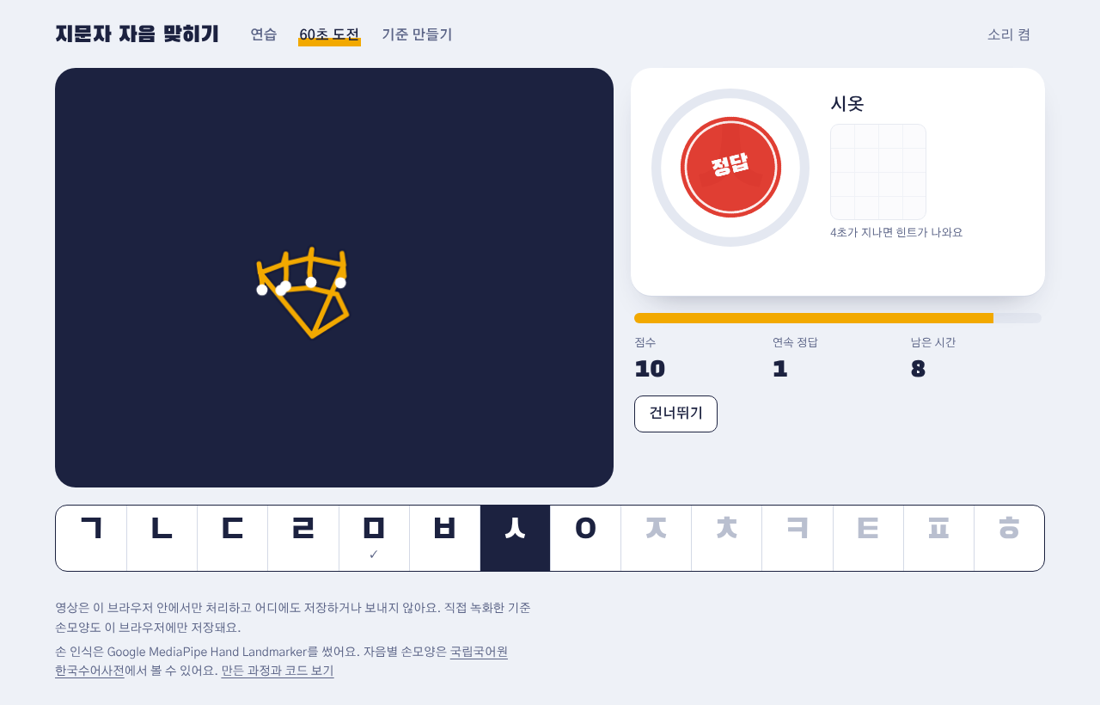 지문자 자음 맞히기 연습 60초 도전 기준 만들기 소리 켬
시옷
정답
4초가 지나면 힌트가 나와요
점수 연속 정답 남은 시간
10 1 8
건너뛰기
ㄱ ㄴ ㄷ ㄹ ㅁ ㅂ ㅅ ㅇ ㅈ ㅊ ㅋ ㅌ ㅍ ㅎ
✓
영상은 이 브라우저 안에서만 처리하고 어디에도 저장하거나 보내지 않아요. 직접 녹화한 기준
손모양도 이 브라우저에만 저장돼요.
손 인식은 Google MediaPipe Hand Landmarker를 썼어요. 자음별 손모양은 국립국어원
한국수어사전에서 볼 수 있어요. 만든 과정과 코드 보기